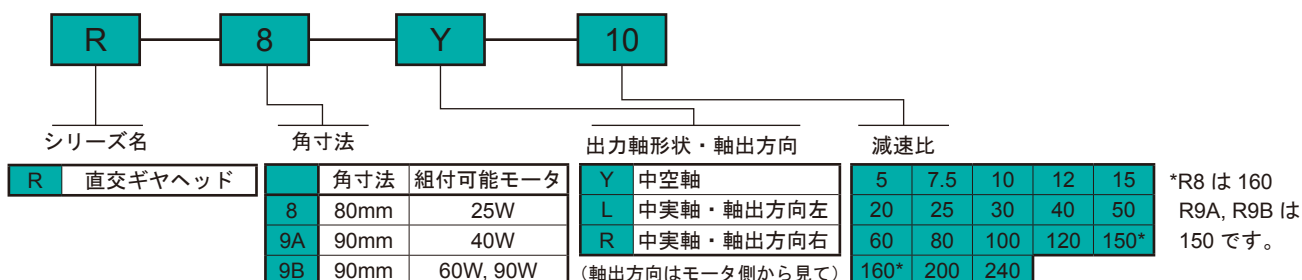 R 8 Y 10
シリーズ名 角寸法 出力軸形状・軸出方向 減速比
R 直交ギヤヘッド
角寸法 組付可能モータ
8 80mm 25W
9A 90mm 40W
9B 90mm 60W, 90W
Y 中空軸
L 中実軸・軸出方向左
R 中実軸・軸出方向右
(軸出方向はモータ側から見て)
5 7.5 10 12 15
20 25 30 40 50
60 80 100 120 150*
160* 200 240
*R8 は 160
R9A, R9B は
150 です。